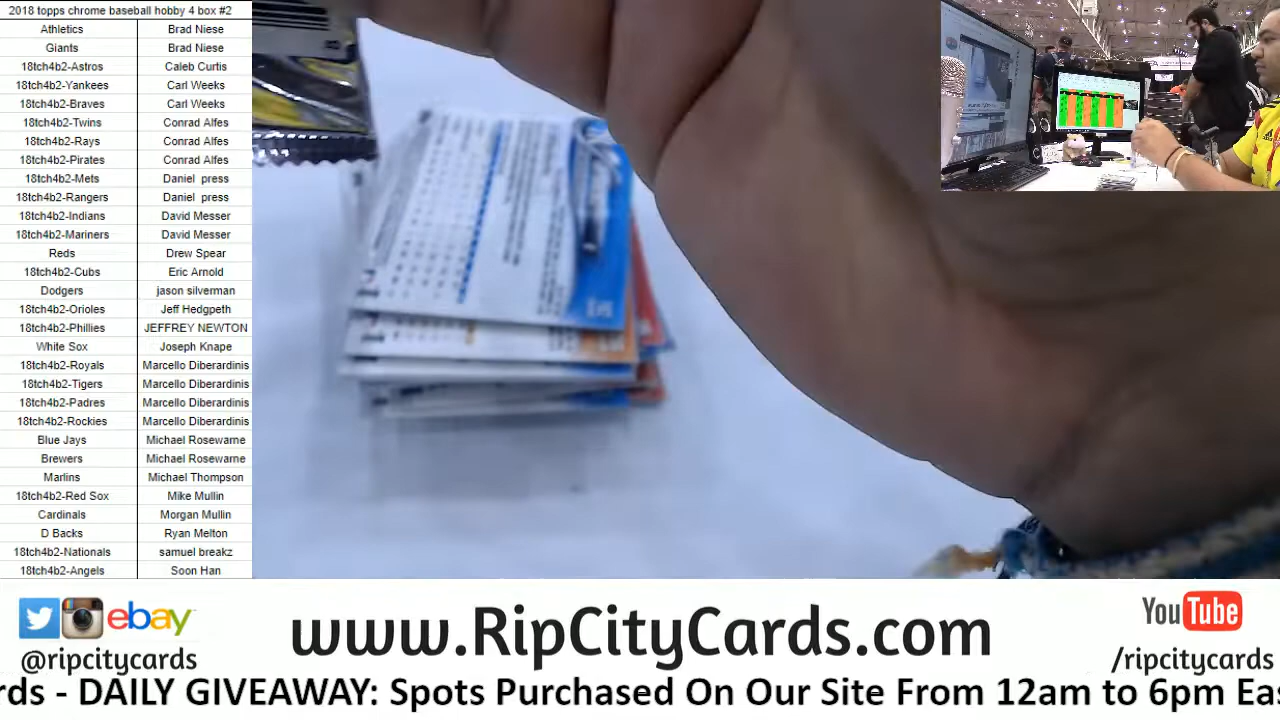 2018 topps chrome baseball hobby 4 box #2
Athletics Brad Niese
Giants Brad Niese
18tch4b2-Astros Caleb Curtis
18tch4b2-Yankees Carl Weeks
18tch4b2-Braves Carl Weeks
18tch4b2-Twins Conrad Alfes
18tch4b2-Rays Conrad Alfes
18tch4b2-Pirates Conrad Alfes
18tch4b2-Mets Daniel press
18tch4b2-Rangers Daniel press
18tch4b2-Indians David Messer
18tch4b2-Mariners David Messer
Reds Drew Spear
18tch4b2-Cubs Eric Arnold
Dodgers jason silverman
18tch4b2-Orioles Jeff Hedgpeth
18tch4b2-Phillies JEFFREY NEWTON
White Sox Joseph Knape
18tch4b2-Royals Marcello Diberardinis
18tch4b2-Tigers Marcello Diberardinis
18tch4b2-Padres Marcello Diberardinis
18tch4b2-Rockies Marcello Diberardinis
Blue Jays Michael Rosewarne
Brewers Michael Rosewarne
Marlins Michael Thompson
18tch4b2-Red Sox Mike Mullin
Cardinals Morgan Mullin
D Backs Ryan Melton
18tch4b2-Nationals samuel breakz
18tch4b2-Angels Soon Han
ebay
@ripcitycards
www.RipCityCards.com
YouTube
/ripcitycards
rds - DAILY GIVEAWAY: Spots Purchased On Our Site From 12am to 6pm Eas